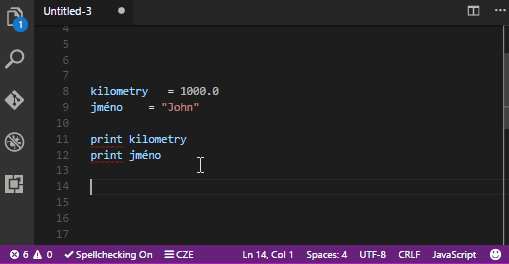 Untitled-3
1
4
5
6
7
8 kilometry = 1000.0
9 jméno = "John"
10
11 print kilometry
12 print jméno
13
14
15
16
17
6 0 Spellchecking On CZE Ln 14, Col 1 Spaces: 4 UTF-8 CRLF JavaScript